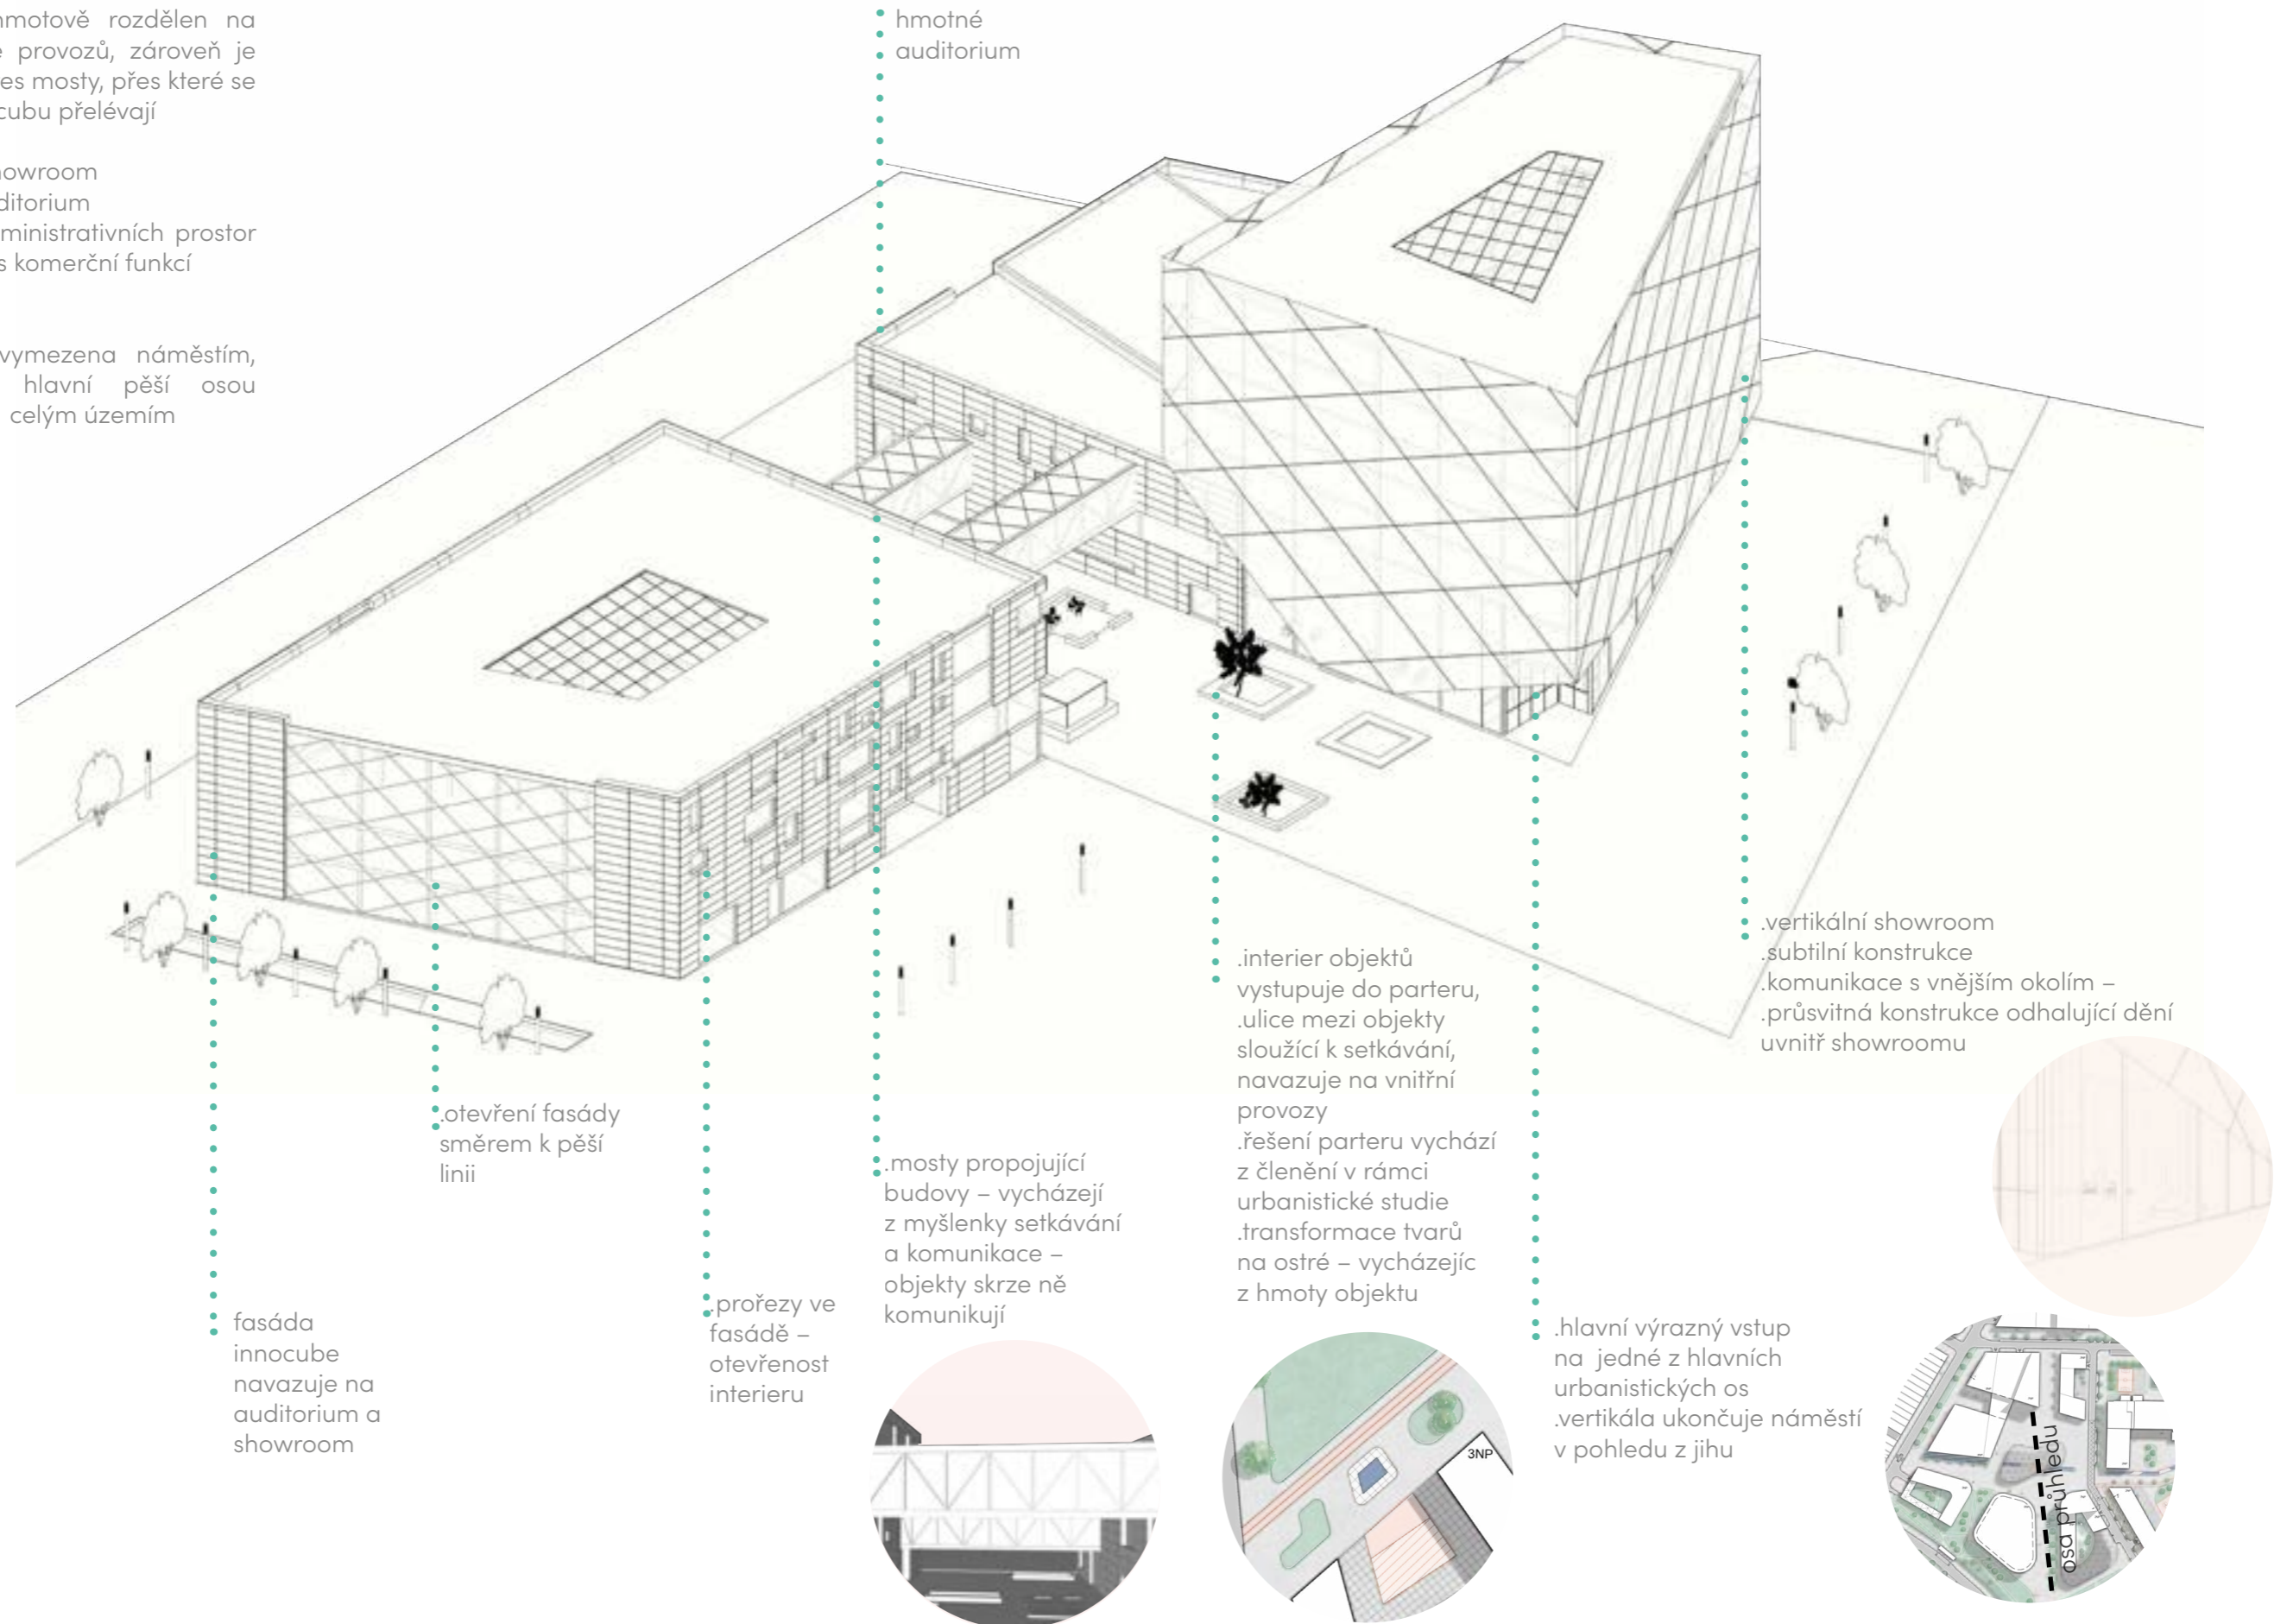 hmotově rozdělen na
provozů, zároveň je
mosty, přes které se
cubu přelévají
showroom
auditorium
administrativních prostor
s komerční funkcí
vymezena náměstím,
hlavní pěší osou
celým územím
hmotné
auditorium
.vertikální showroom
.subtilní konstrukce
.komunikace s vnějším okolím –
.průsvitná konstrukce odhalující dění
uvnitř showroomu
.interier objektů
vystupuje do parteru,
.ulice mezi objekty
sloužící k setkávání,
navazuje na vnitřní
provozy
.řešení parteru vychází
z členění v rámci
urbanistické studie
.transformace tvarů
na ostré – vycházejíc
z hmoty objektu
.otevření fasády
směrem k pěší
linii
.mosty propojující
budovy – vycházejí
z myšlenky setkávání
a komunikace –
objekty skrze ně
komunikují
.prořezy ve
fasádě –
otevřenost
interieru
fasáda
innocube
navazuje na
auditorium a
showroom
.hlavní výrazný vstup
na jedné z hlavních
urbanistických os
.vertikála ukončuje náměstí
v pohledu z jihu
3NP
osa průhledu